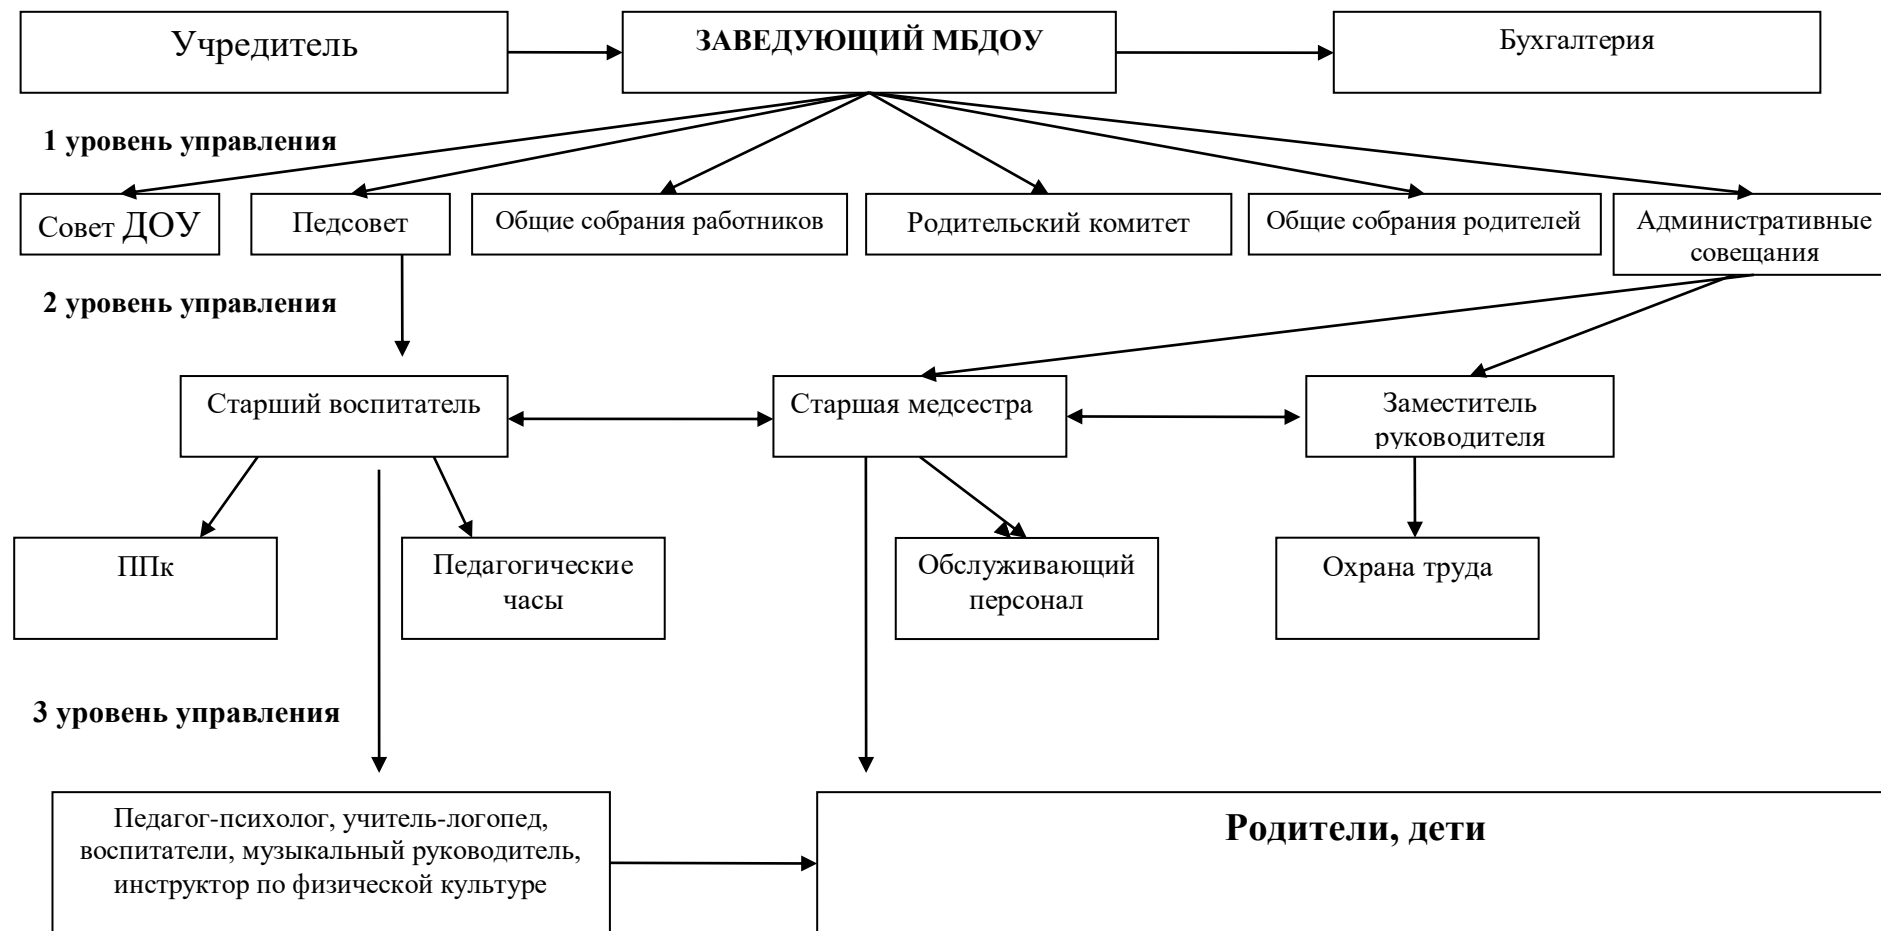 Учредитель
ЗАВЕДУЮЩИЙ МБДОУ
Бухгалтерия
1 уровень управления
Совет ДОУ
Педсовет
Общие собрания работников
Родительский комитет
Общие собрания родителей
Административные
совещания
2 уровень управления
Старший воспитатель
Старшая медсестра
Заместитель
руководителя
ППк
Педагогические
часы
Обслуживающий
персонал
Охрана труда
3 уровень управления
Педагог-психолог, учитель-логопед,
воспитатели, музыкальный руководитель,
инструктор по физической культуре
Родители, дети